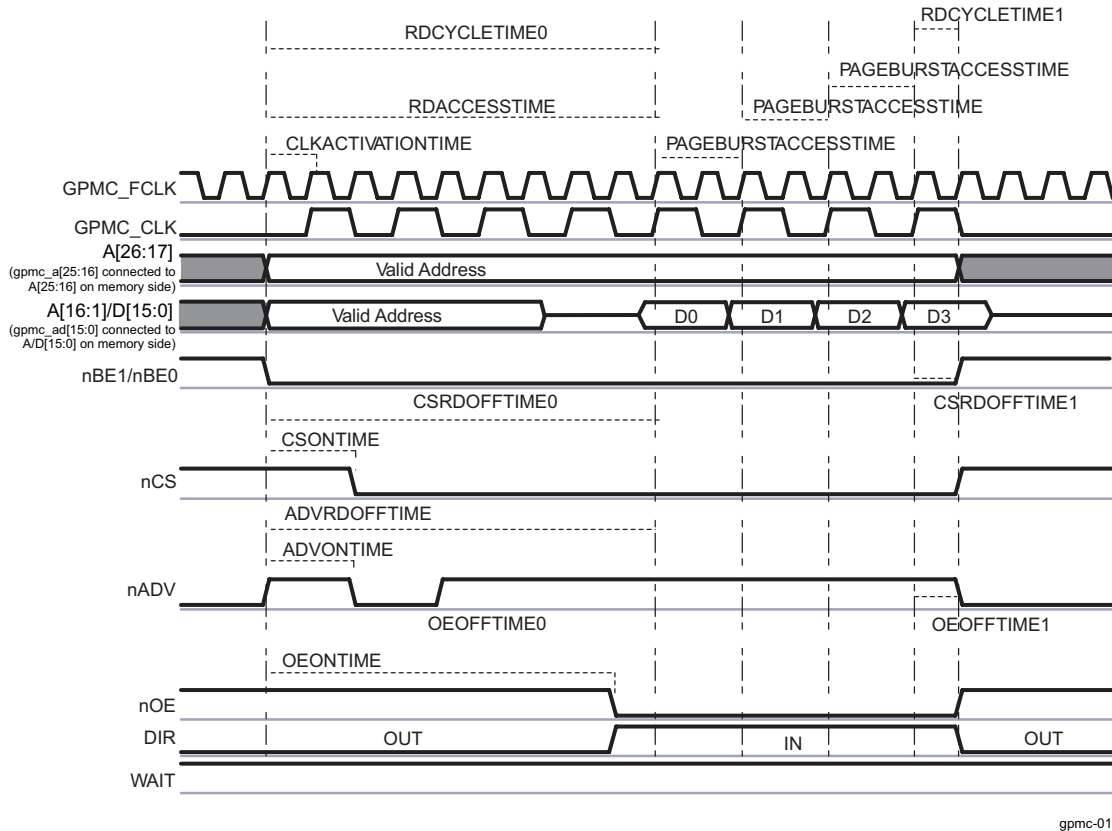 RDCYCLETIME1
RDCYCLETIME0
PAGEBURSTACCESSTIME
RDACCESSTIME
PAGEBURSTACCESSTIME
CLKACTIVATIONTIME
PAGEBURSTACCESSTIME
GPMC_FCLK
GPMC_CLK
A[26:17]
(gpmc_a[25:16] connected to
A[25:16] on memory side)
Valid Address
A[16:1]/D[15:0]
(gpmc_ad[15:0] connected to
A/D[15:0] on memory side)
Valid Address
D0
D1
D2
D3
nBE1/nBE0
CSRDOFFTIME0
CSRDOFFTIME1
CSONTIME
nCS
ADVRDOFFTIME
ADVONTIME
nADV
OEOFFTIME0
OEOFFTIME1
OEONTIME
nOE
DIR
OUT
IN
OUT
WAIT
gpmc-01